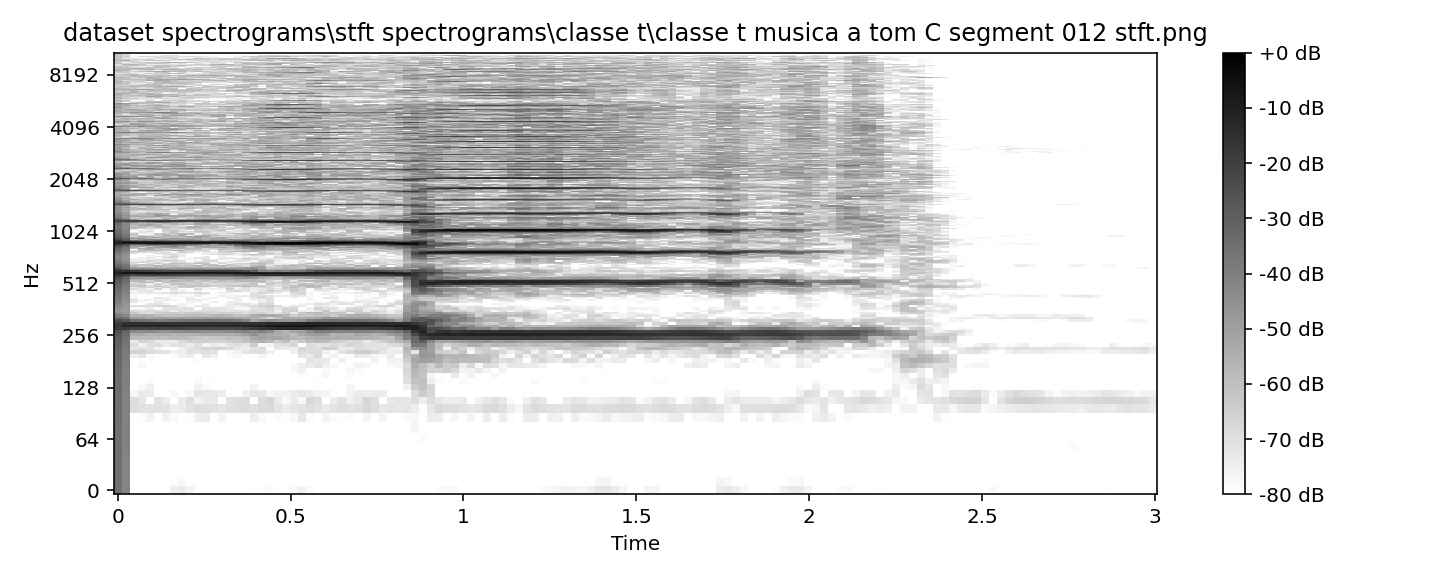 dataset spectrograms\stft spectrograms\classe t\classe t musica a tom C segment 012 stft.png
8192
4096
2048
1024
512
256
128
64
0
Hz
0
0.5
1
1.5
2
2.5
3
Time
+0 dB
-10 dB
-20 dB
-30 dB
-40 dB
-50 dB
-60 dB
-70 dB
-80 dB